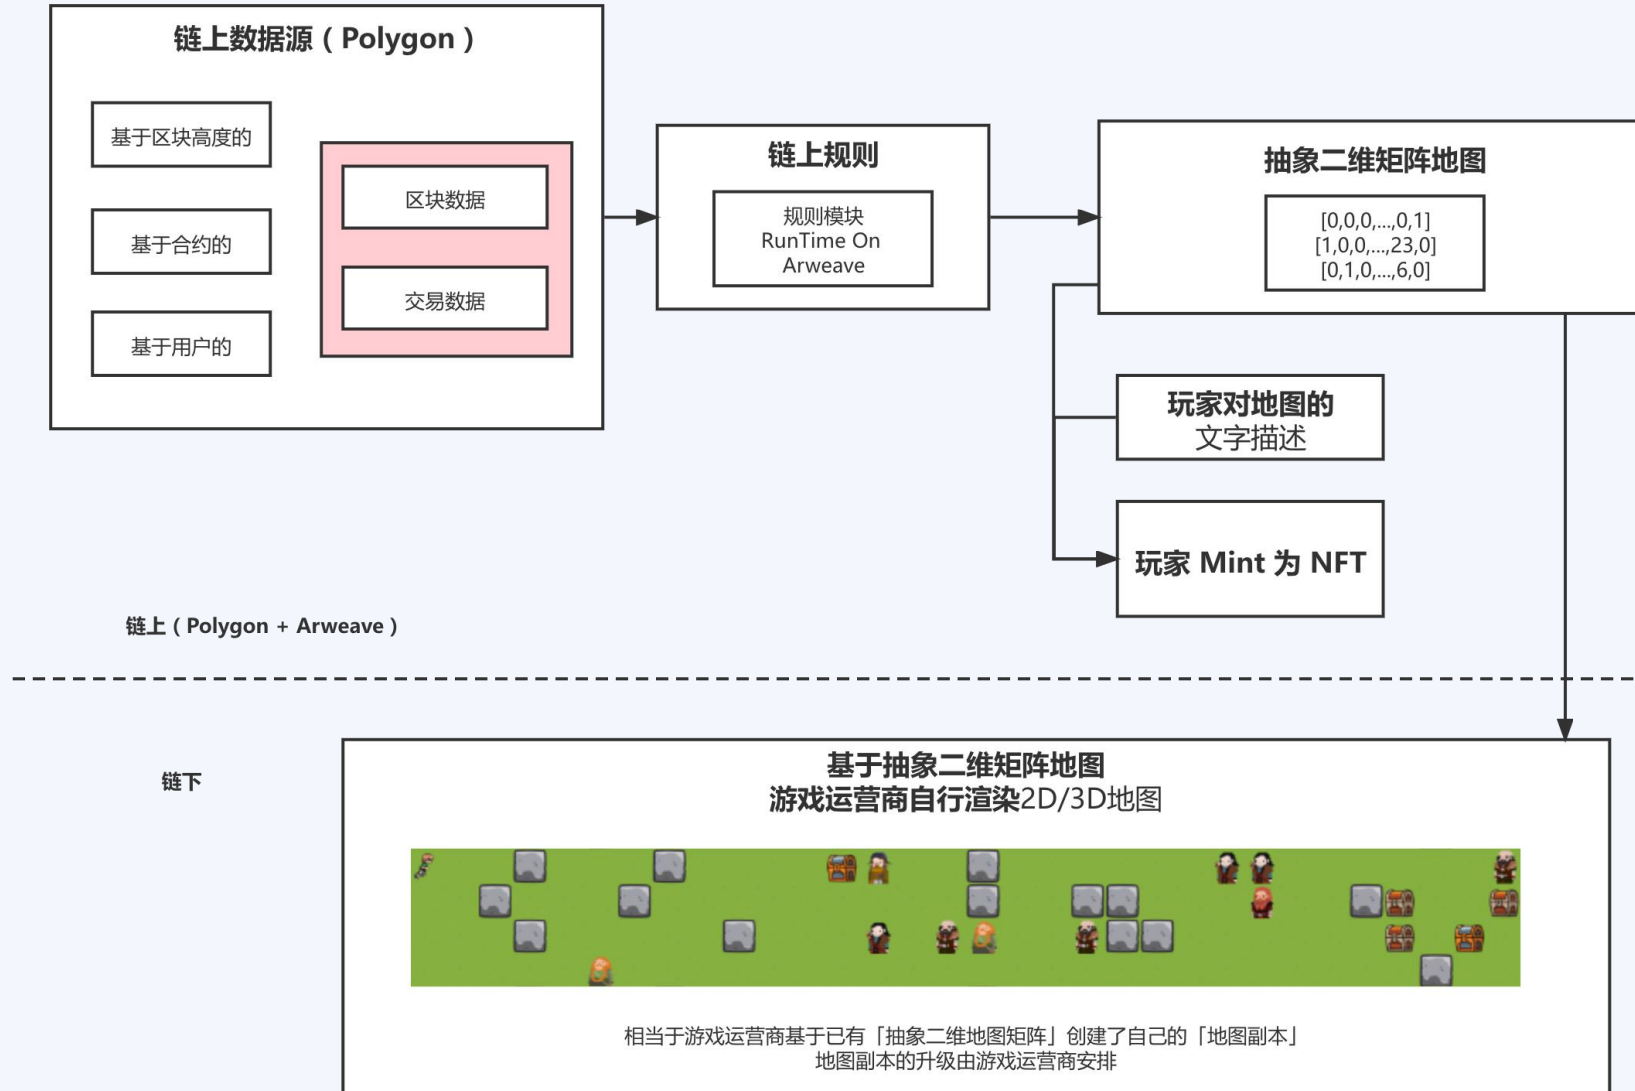 链上数据源（Polygon）
基于区块高度的
基于合约的
基于用户的
区块数据
交易数据
链上规则
规则模块
RunTime On
Arweave
抽象二维矩阵地图
[0,0,0,...,0,1]
[1,0,0,...,23,0]
[0,1,0,...,6,0]
玩家对地图的
文字描述
玩家 Mint 为 NFT
链上（Polygon + Arweave）
链下
基于抽象二维矩阵地图
游戏运营商自行渲染2D/3D地图
相当于游戏运营商基于已有「抽象二维地图矩阵」创建了自己的「地图副本」
地图副本的升级由游戏运营商安排